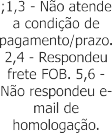 ;1,3 - Não atende
a condição de
pagamento/prazo.
2,4 - Respondeu
frete FOB. 5,6 -
Não respondeu e-
mail de
homologação.